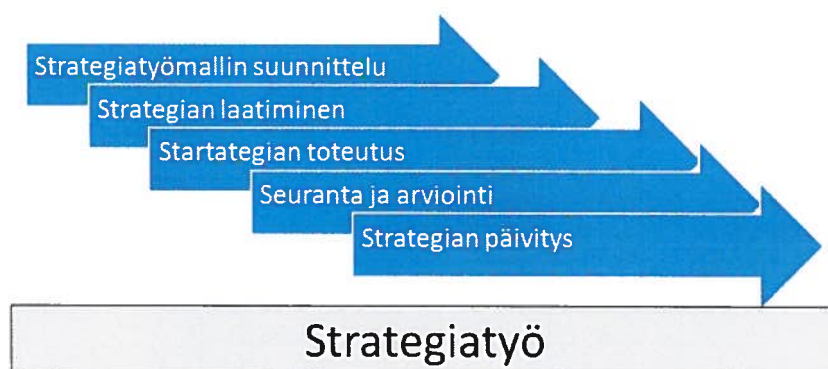 Strategiatyömallin suunnittelu
Strategian laatiminen
Startategian toteutus
Seuranta ja arviointi
Strategian päivitys
Strategiatyö